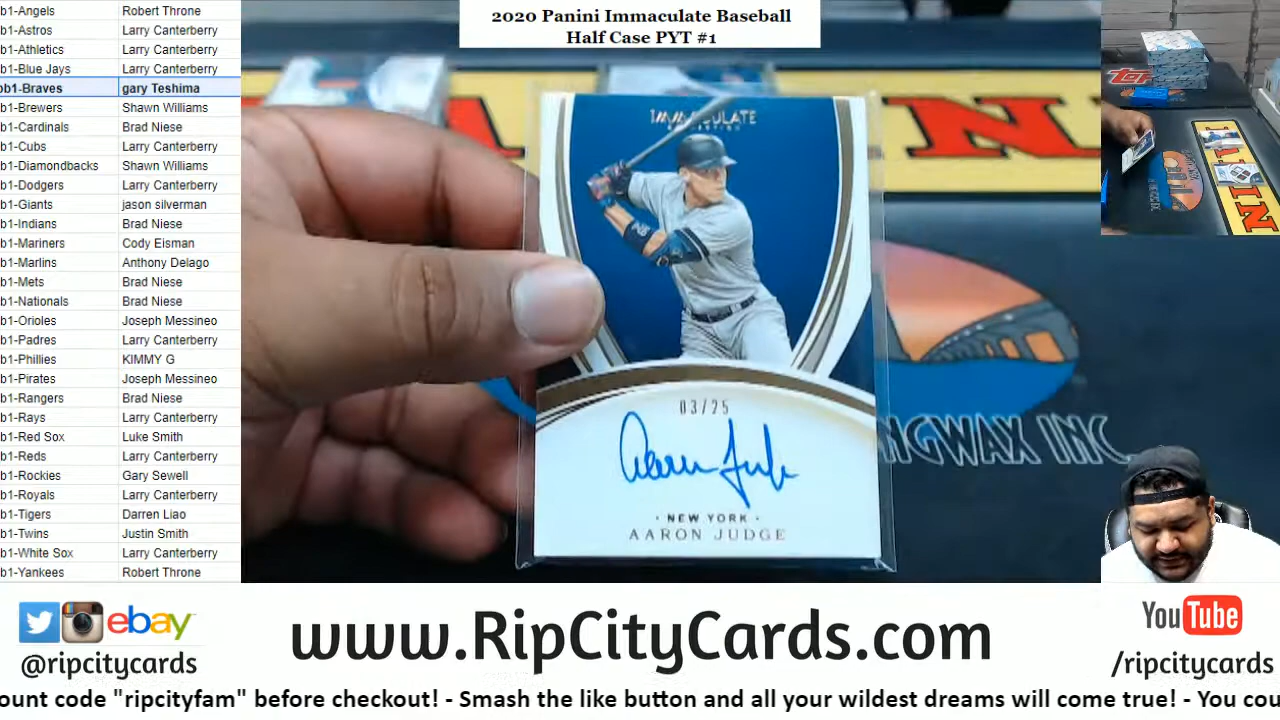 b1-Angels Robert Throne
b1-Astros Larry Canterberry
b1-Athletics Larry Canterberry
b1-Blue Jays Larry Canterberry
b1-Braves gary Teshima
b1-Brewers Shawn Williams
b1-Cardinals Brad Niese
b1-Cubs Larry Canterberry
b1-Diamondbacks Shawn Williams
b1-Dodgers Larry Canterberry
b1-Giants jason silverman
b1-Indians Brad Niese
b1-Mariners Cody Eisman
b1-Marlins Anthony Delago
b1-Mets Brad Niese
b1-Nationals Brad Niese
b1-Orioles Joseph Messineo
b1-Padres Larry Canterberry
b1-Phillies KIMMY G
b1-Pirates Joseph Messineo
b1-Rangers Brad Niese
b1-Rays Larry Canterberry
b1-Red Sox Luke Smith
b1-Reds Larry Canterberry
b1-Rockies Gary Sewell
b1-Royals Larry Canterberry
b1-Tigers Darren Liao
b1-Twins Justin Smith
b1-White Sox Larry Canterberry
b1-Yankees Robert Throne
2020 Panini Immaculate Baseball
Half Case PYT #1
IMMACULATE
COLLECTION
03/25
Aaron Judge
· NEW YORK ·
AARON JUDGE
NGWAX INC
ebay
@ripcitycards
www.RipCityCards.com
YouTube
/ripcitycards
ount code "ripcityfam" before checkout! - Smash the like button and all your wildest dreams will come true! - You cou